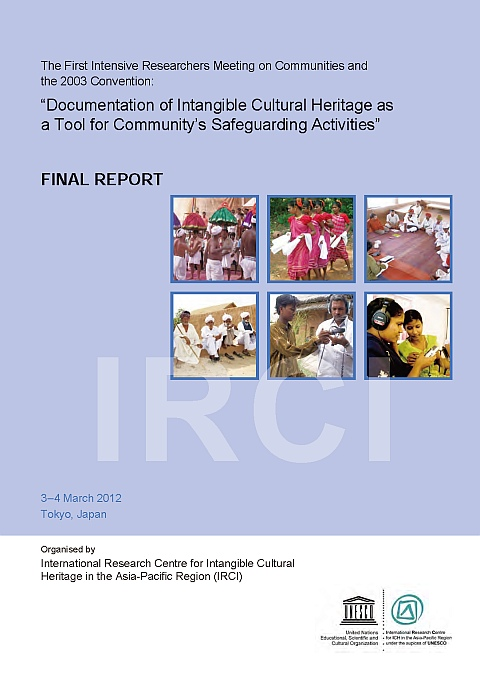 The First Intensive Researchers Meeting on Communities and
the 2003 Convention:
“Documentation of Intangible Cultural Heritage as
a Tool for Community’s Safeguarding Activities”
FINAL REPORT
IRCI
3–4 March 2012
Tokyo, Japan
Organised by
International Research Centre for Intangible Cultural
Heritage in the Asia-Pacific Region (IRCI)
United Nations
Educational, Scientific and
Cultural Organization
International Research Centre
for ICH in the Asia-Pacific Region
under the auspices of UNESCO